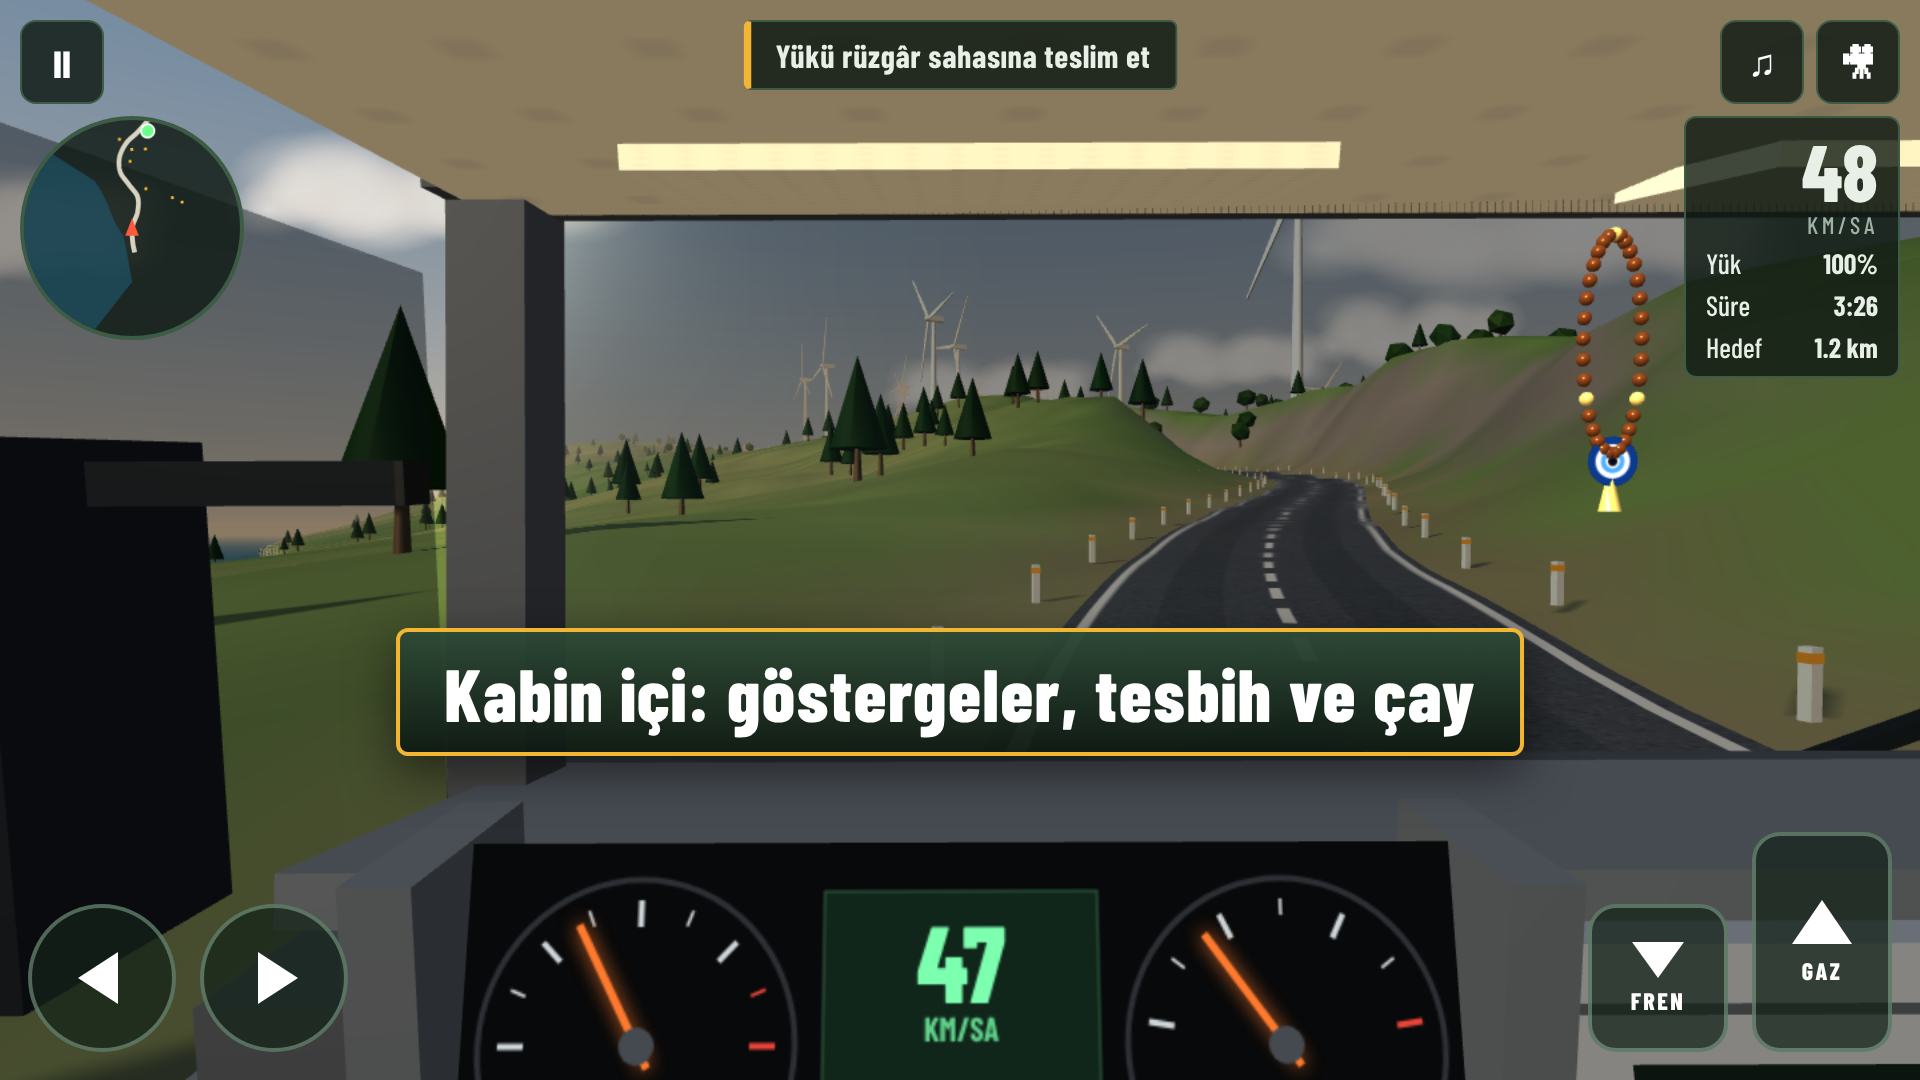 Yükü rüzgâr sahasına teslim et
48
KM/SA
Yük 100%
Süre 3:26
Hedef 1.2 km
Kabin içi: göstergeler, tesbih ve çay
47
KM/SA
FREN
GAZ